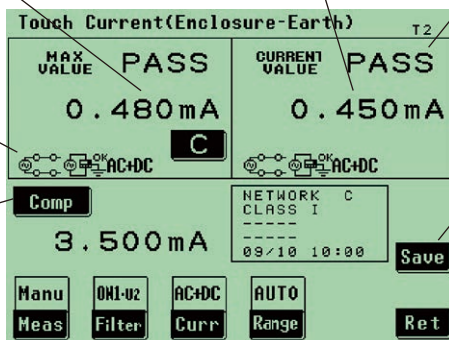 Touch Current(Enclosure-Earth)
T2
MAX VALUE PASS
0.480mA
C
OK
AC+DC
CURRENT VALUE PASS
0.450mA
OK
AC+DC
Comp
3.500mA
NETWORK C
CLASS I
-----
-----
09/10 10:00
Save
Manu
Meas
ON1-U2
Filter
AC+DC
Curr
AUTO
Range
Ret